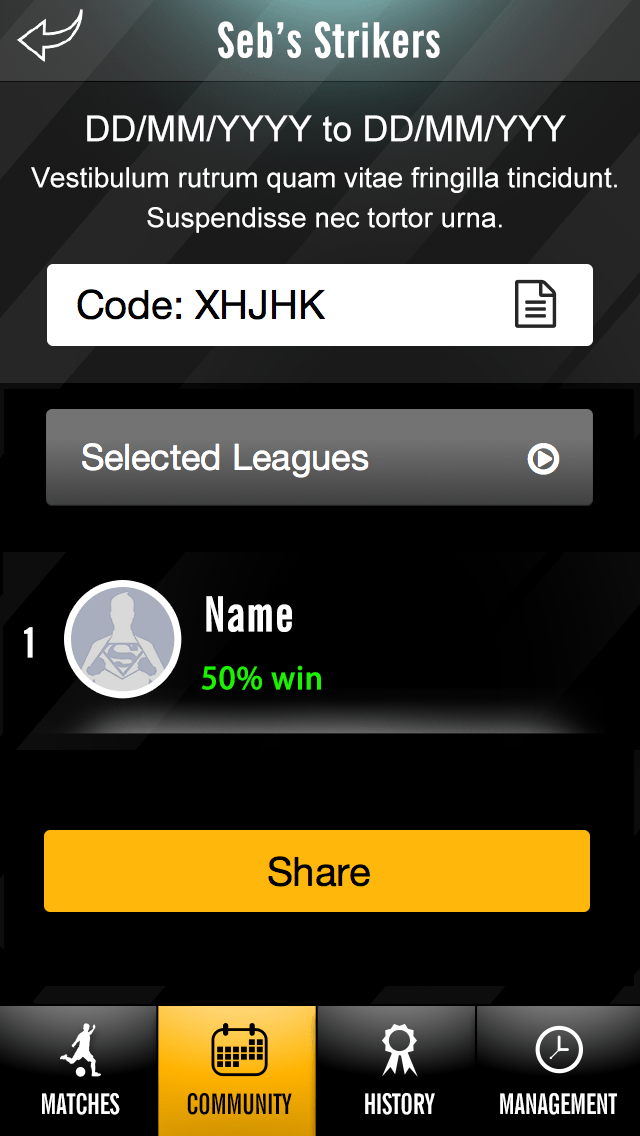 Seb's Strikers
DD/MM/YYYY to DD/MM/YYY
Vestibulum rutrum quam vitae fringilla tincidunt.
Suspendisse nec tortor urna.
Code: XHJHK
Selected Leagues
1
Name
50% win
Share
MATCHES
COMMUNITY
HISTORY
MANAGEMENT